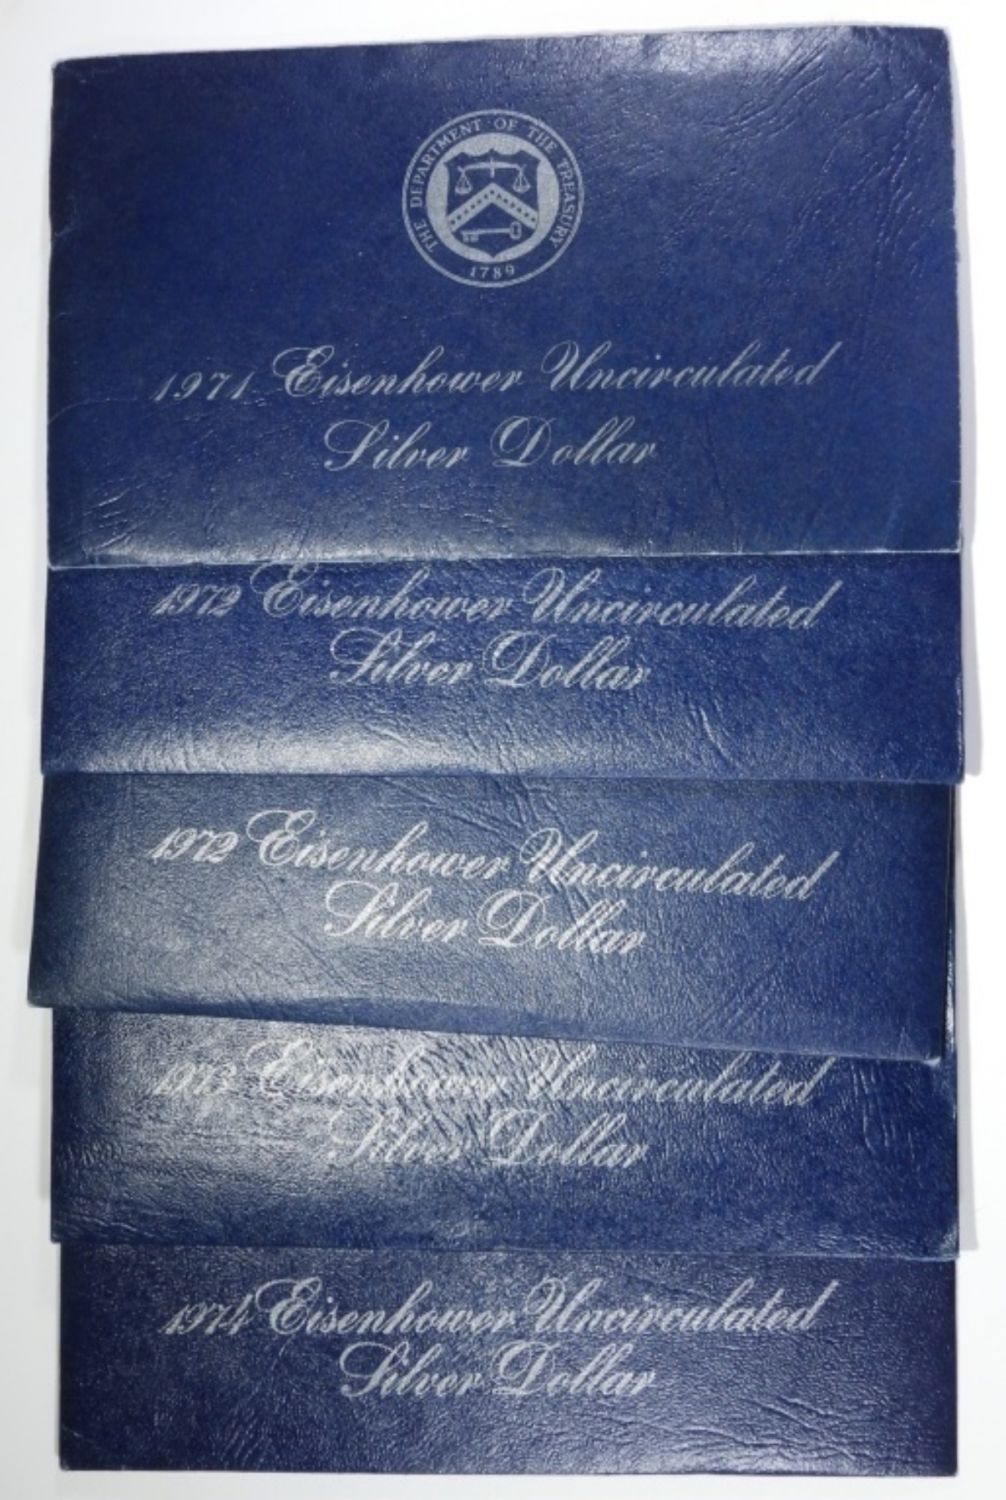 THE DEPARTMENT OF THE TREASURY
1789
1971 Eisenhower Uncirculated
Silver Dollar
1972 Eisenhower Uncirculated
Silver Dollar
1972 Eisenhower Uncirculated
Silver Dollar
1973 Eisenhower Uncirculated
Silver Dollar
1974 Eisenhower Uncirculated
Silver Dollar